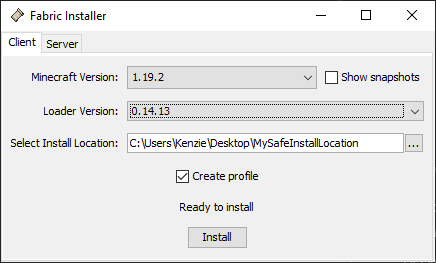 Fabric Installer
Client Server
Minecraft Version: 1.19.2 Show snapshots
Loader Version: 0.14.13
Select Install Location: C:\Users\Kenzie\Desktop\MySafeInstallLocation ...
Create profile
Ready to install
Install